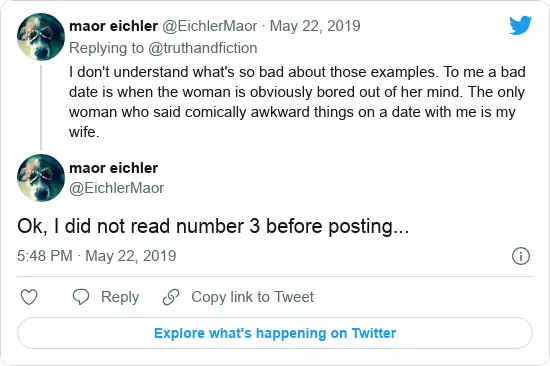 maor eichler @EichlerMaor · May 22, 2019
Replying to @truthandfiction
I don't understand what's so bad about those examples. To me a bad
date is when the woman is obviously bored out of her mind. The only
woman who said comically awkward things on a date with me is my
wife.
maor eichler
@EichlerMaor
Ok, I did not read number 3 before posting...
5:48 PM · May 22, 2019
Reply
Copy link to Tweet
Explore what's happening on Twitter